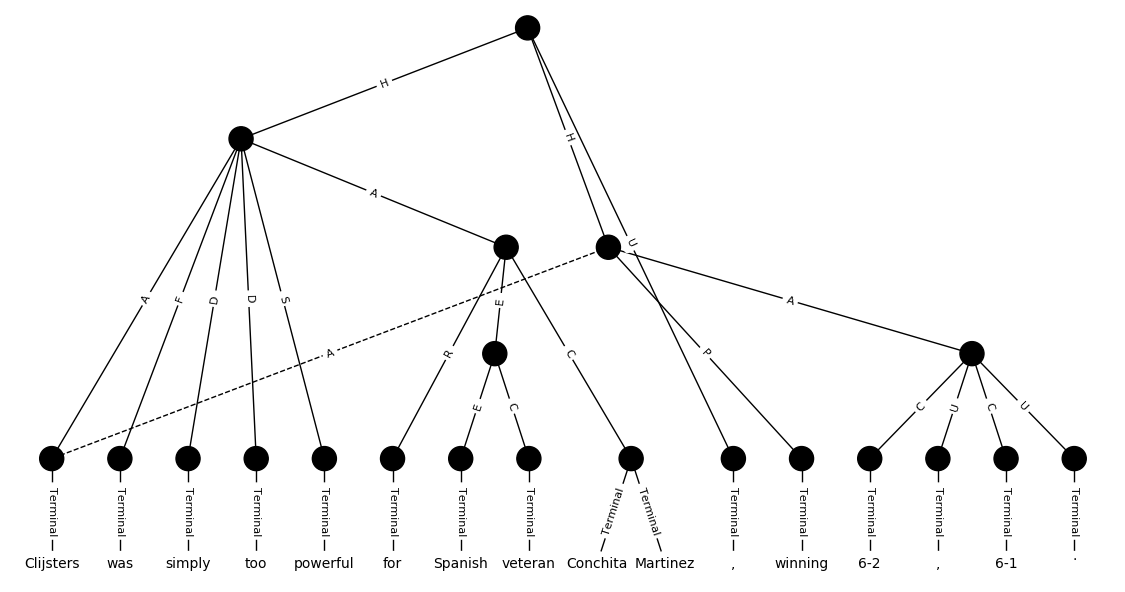 H
H
A
U
A
F
D
D
S
E
A
R
C
A
P
E
C
C
U
C
U
Terminal Terminal Terminal Terminal Terminal Terminal Terminal Terminal Terminal Terminal Terminal Terminal Terminal Terminal Terminal Terminal
Clijsters was simply too powerful for Spanish veteran Conchita Martinez , winning 6-2 , 6-1 .